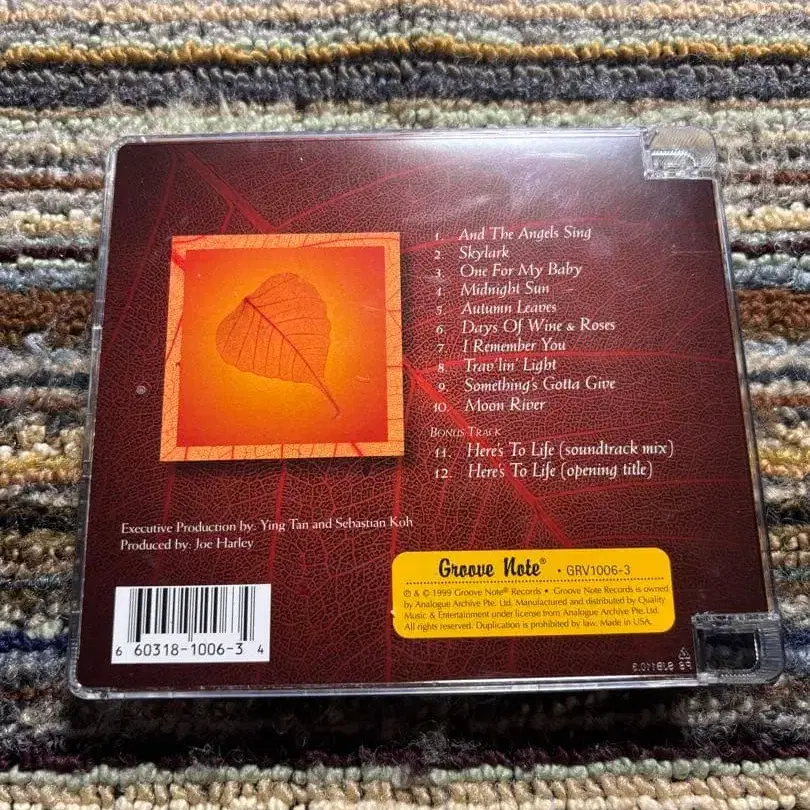 1. And The Angels Sing
2. Skylark
3. One For My Baby
4. Midnight Sun
5. Autumn Leaves
6. Days Of Wine & Roses
7. I Remember You
8. Trav'lin' Light
9. Something's Gotta Give
10. Moon River
Bonus Track
11. Here's To Life (soundtrack mix)
12. Here's To Life (opening title)
Executive Production by: Ying Tan and Sebastian Koh
Produced by: Joe Harley
Groove Note® • GRV1006-3
℗ & © 1999 Groove Note® Records • Groove Note Records is owned
by Analogue Archive Pte. Ltd. Manufactured and distributed by Quality
Music & Entertainment under license from Analogue Archive Pte. Ltd.
All rights reserved. Duplication is prohibited by law. Made in USA.
6 60318-1006-3 4